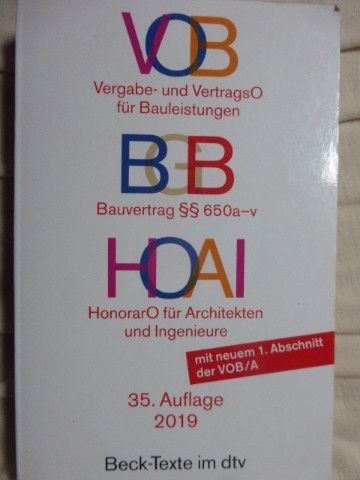 VOB
Vergabe- und VertragsO
für Bauleistungen
BGB
Bauvertrag §§ 650a–v
HOAI
HonorarO für Architekten
und Ingenieure
mit neuem 1. Abschnitt
der VOB/A
35. Auflage
2019
Beck-Texte im dtv